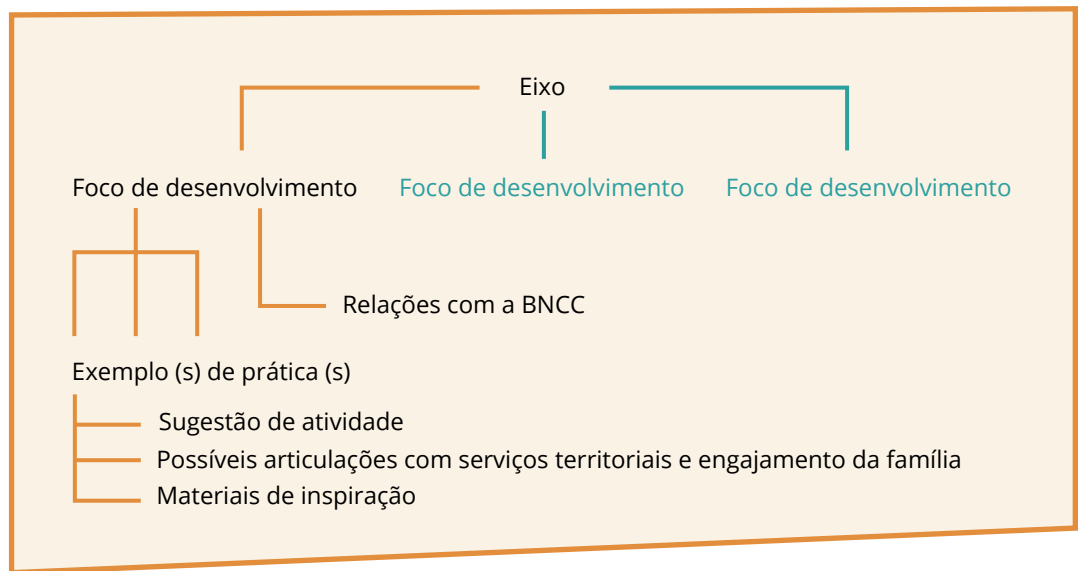 Eixo
Foco de desenvolvimento
Foco de desenvolvimento
Foco de desenvolvimento
Relações com a BNCC
Exemplo (s) de prática (s)
Sugestão de atividade
Possíveis articulações com serviços territoriais e engajamento da família
Materiais de inspiração